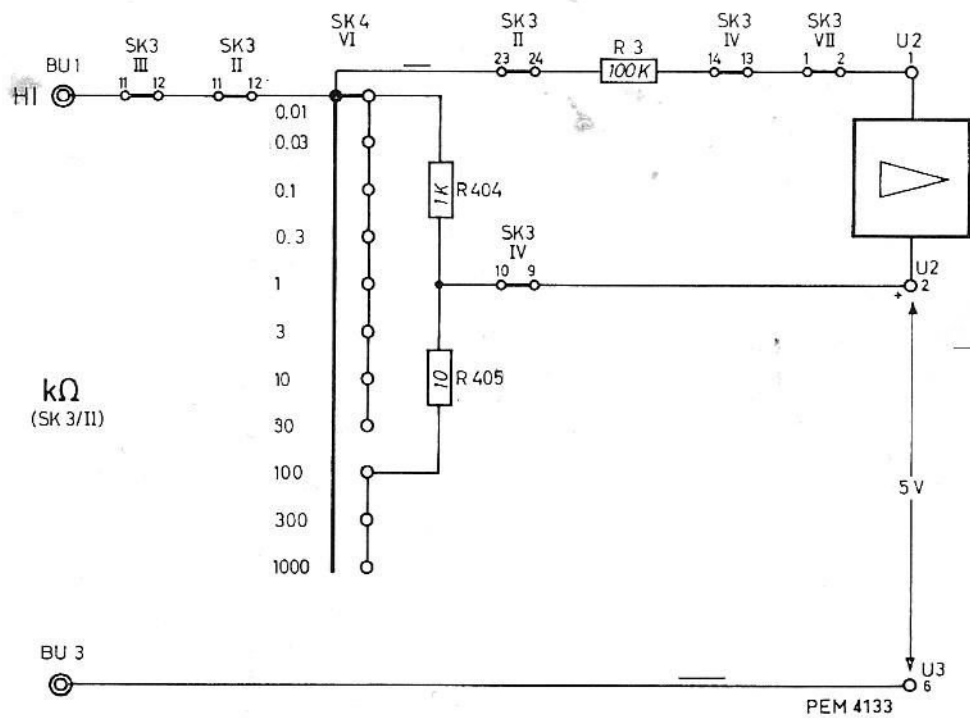 SK4
VI
SK3
II
23 24
R 3
100K
SK3
IV
14 13
SK3
VII
1 2
U2
1
BU1
HI
SK3
III
11 12
SK3
II
11 12
0.01
0.03
0.1
0.3
1
3
10
30
100
300
1000
1K
R404
SK3
IV
10 9
U2
+ 2
10
R405
kΩ
(SK 3/II)
5 V
BU 3
U3
6
PEM 4133